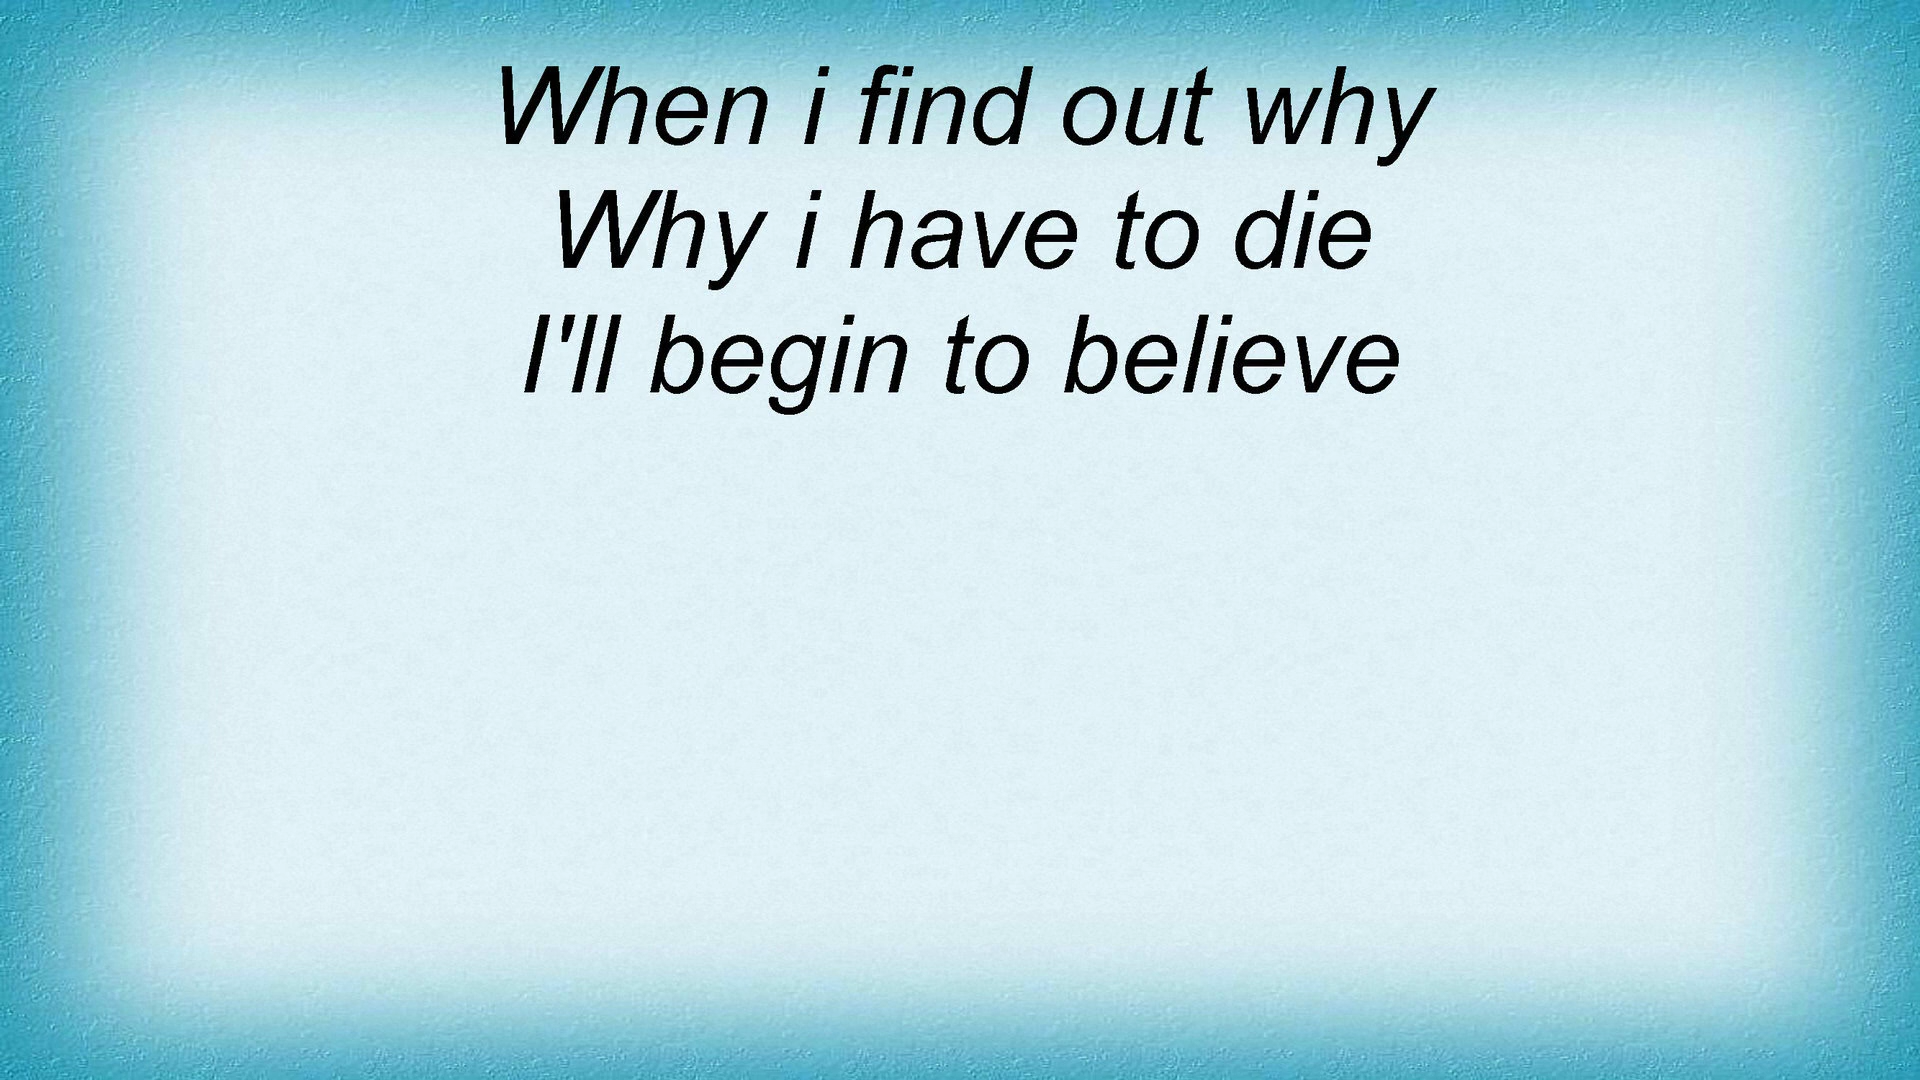 When i find out why
Why i have to die
I'll begin to believe